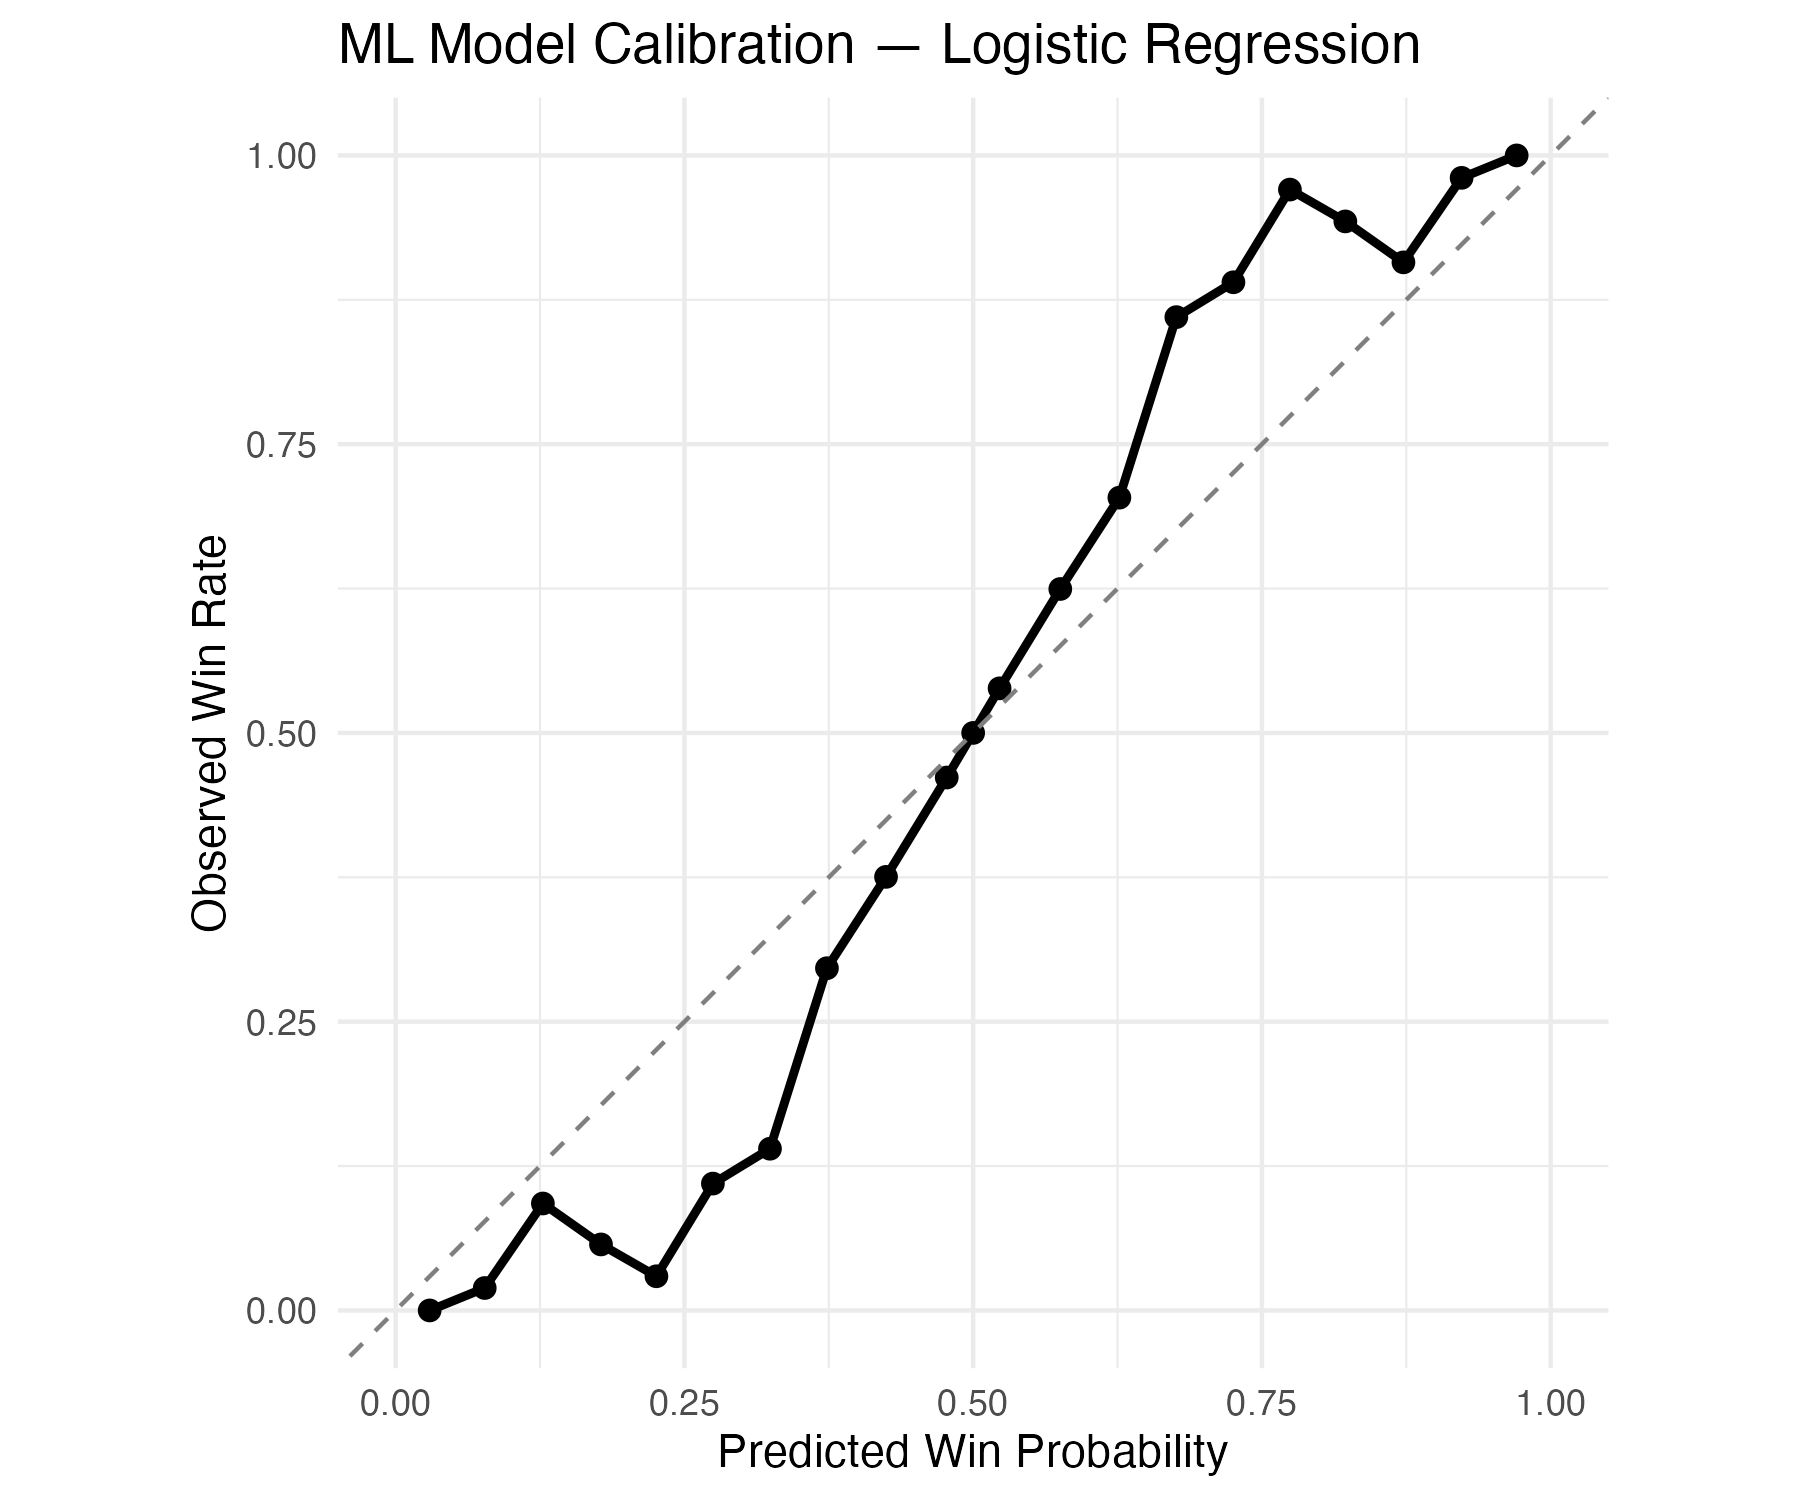 ML Model Calibration — Logistic Regression
Observed Win Rate
1.00
0.75
0.50
0.25
0.00
0.00 0.25 0.50 0.75 1.00
Predicted Win Probability